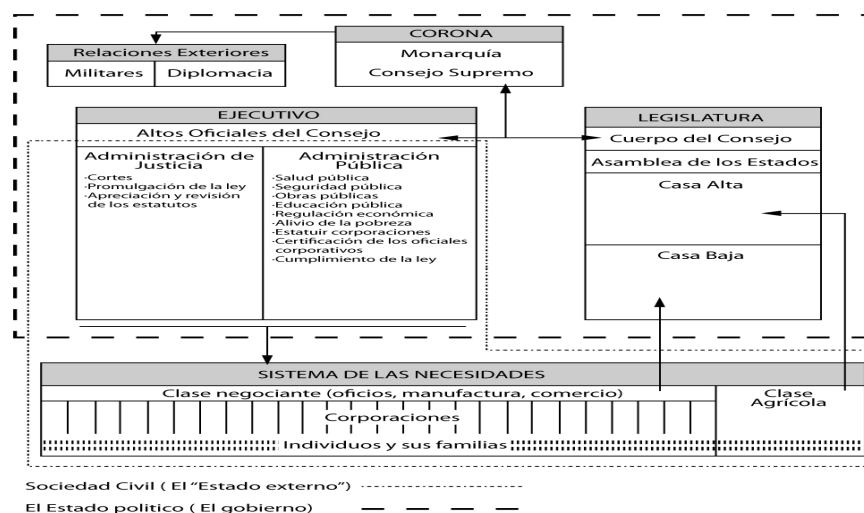 CORONA
Monarquía
Consejo Supremo
Relaciones Exteriores
Militares
Diplomacia
EJECUTIVO
Altos Oficiales del Consejo
Administración de
Justicia
-Cortes
-Promulgación de la ley
-Apreciación y revisión
de los estatutos
Administración
Pública
-Salud pública
-Seguridad pública
-Obras públicas
-Educación pública
-Regulación económica
-Alivio de la pobreza
-Estatuir corporaciones
-Certificación de los oficiales
corporativos
-Cumplimiento de la ley
LEGISLATURA
Cuerpo del Consejo
Asamblea de los Estados
Casa Alta
Casa Baja
SISTEMA DE LAS NECESIDADES
Clase negociante (oficios, manufactura, comercio)
Corporaciones
Clase
Agrícola
Individuos y sus familias
Sociedad Civil ( El "Estado externo")
El Estado politico ( El gobierno)